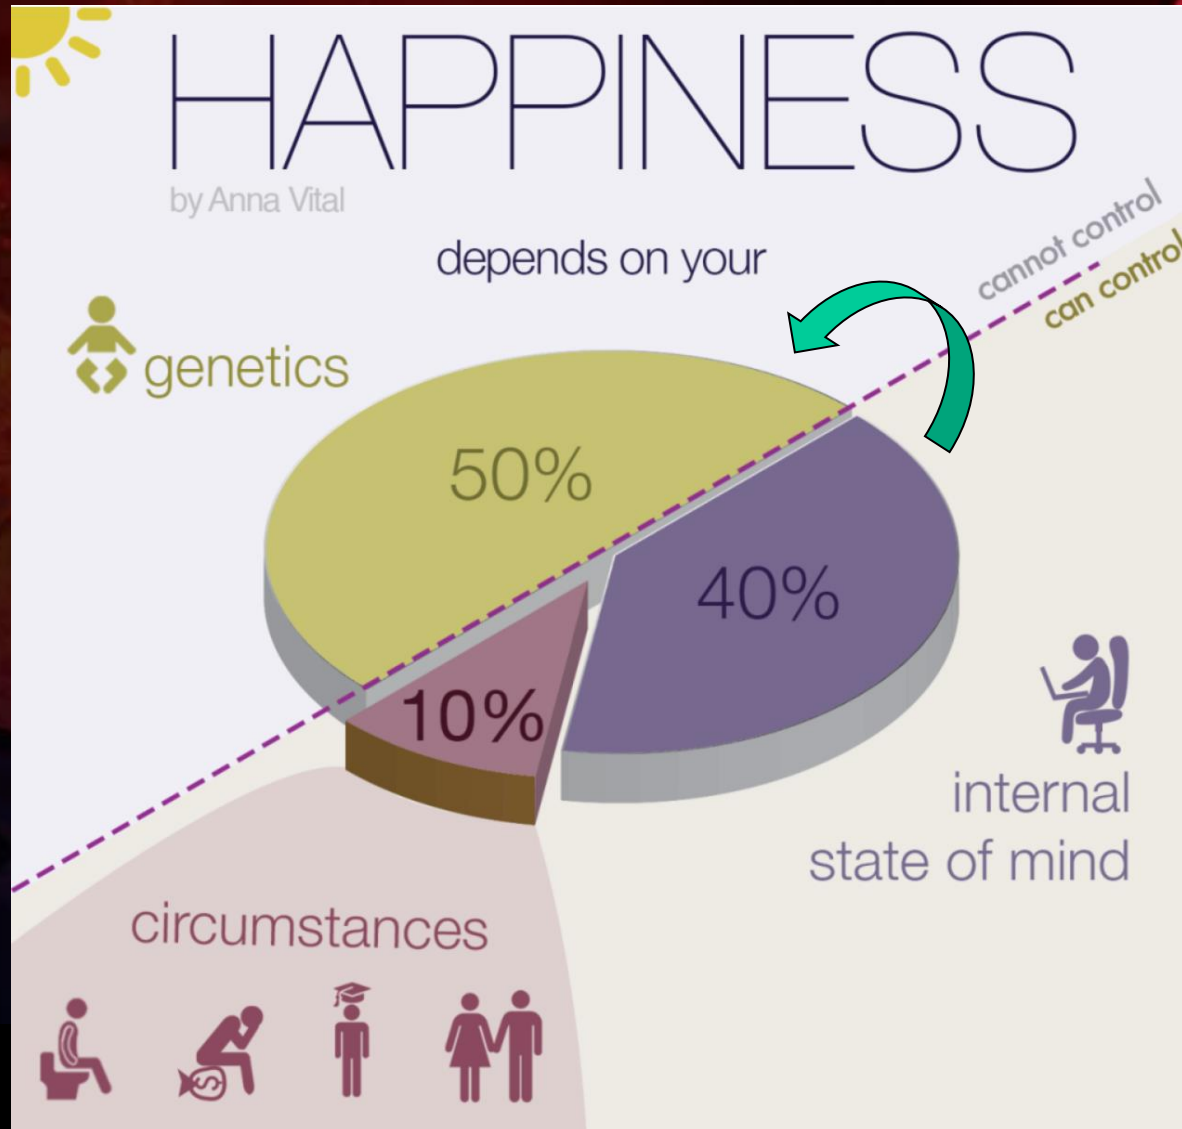 HAPPINESS
by Anna Vital
depends on your
cannot control
can control
genetics
50%
40%
10%
internal
state of mind
circumstances
$